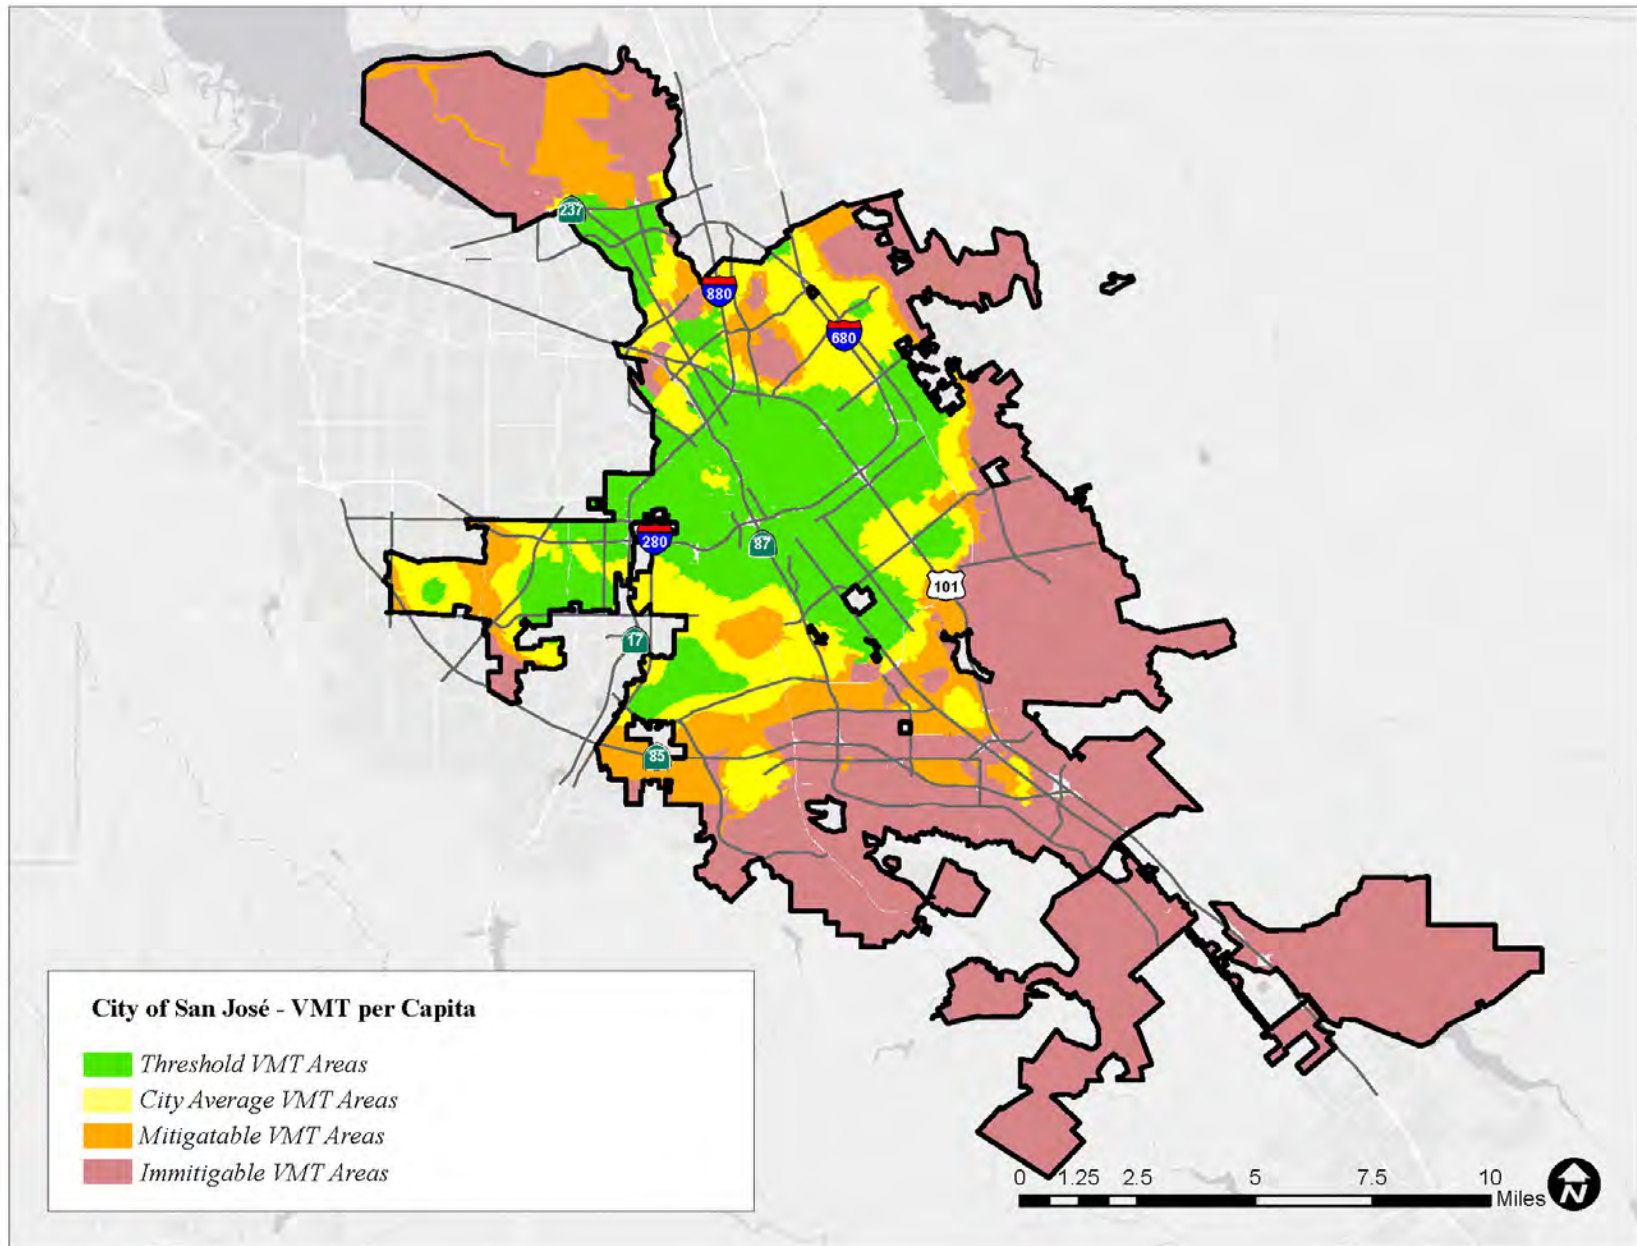 237
880
680
280
87
101
17
85
City of San José - VMT per Capita
Threshold VMT Areas
City Average VMT Areas
Mitigatable VMT Areas
Immitigable VMT Areas
0 1.25 2.5 5 7.5 10
Miles
N